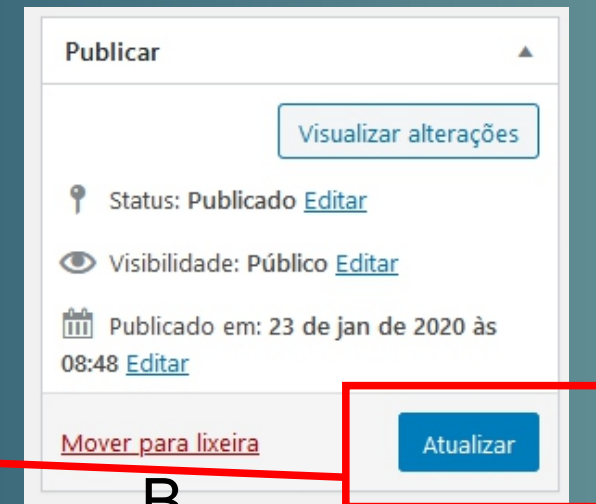 Publicar
Visualizar alterações
Status: Publicado Editar
Visibilidade: Público Editar
Publicado em: 23 de jan de 2020 às
08:48 Editar
Mover para lixeira
Atualizar
B